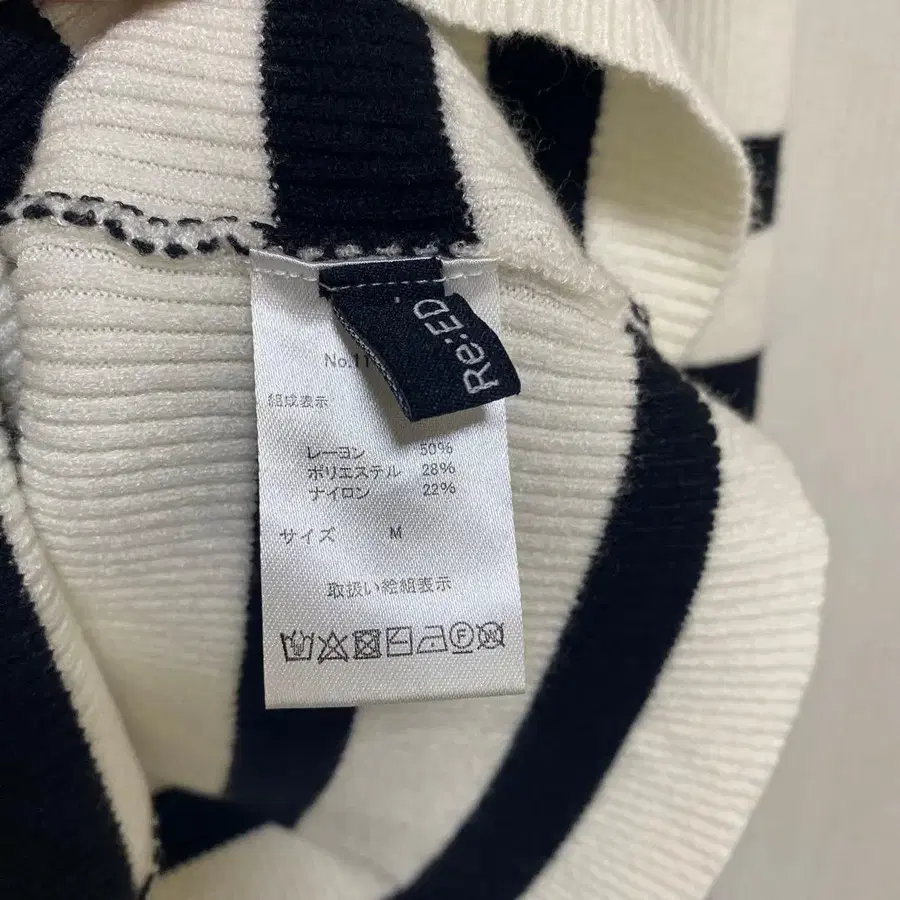 Re:ED.
No.11
組成表示
レーヨン 50%
ポリエステル 28%
ナイロン 22%
サイズ M
取扱い絵組表示